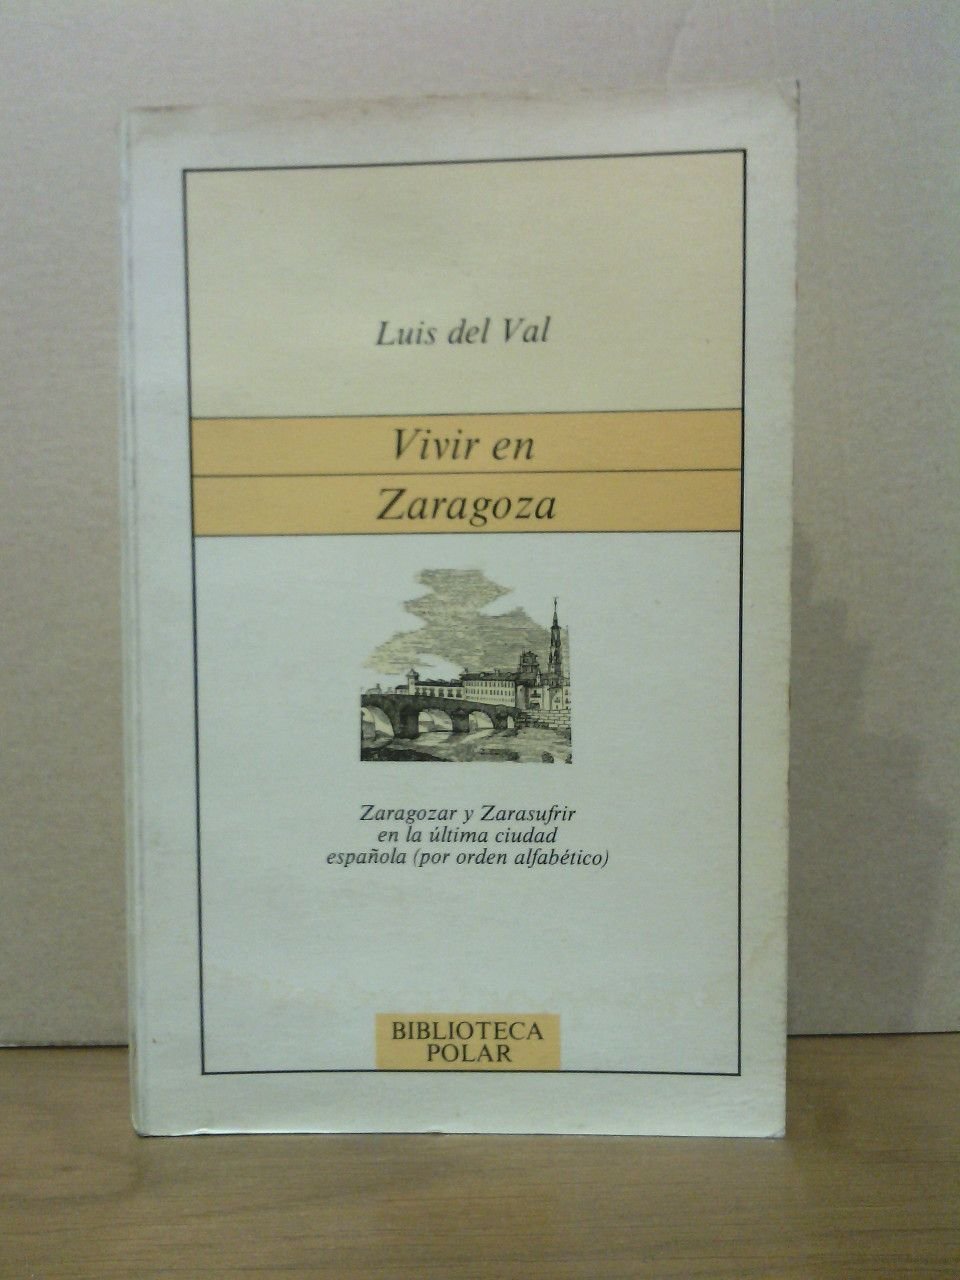 Luis del Val
Vivir en
Zaragoza
Zaragozar y Zarasufrir
en la última ciudad
española (por orden alfabético)
BIBLIOTECA
POLAR